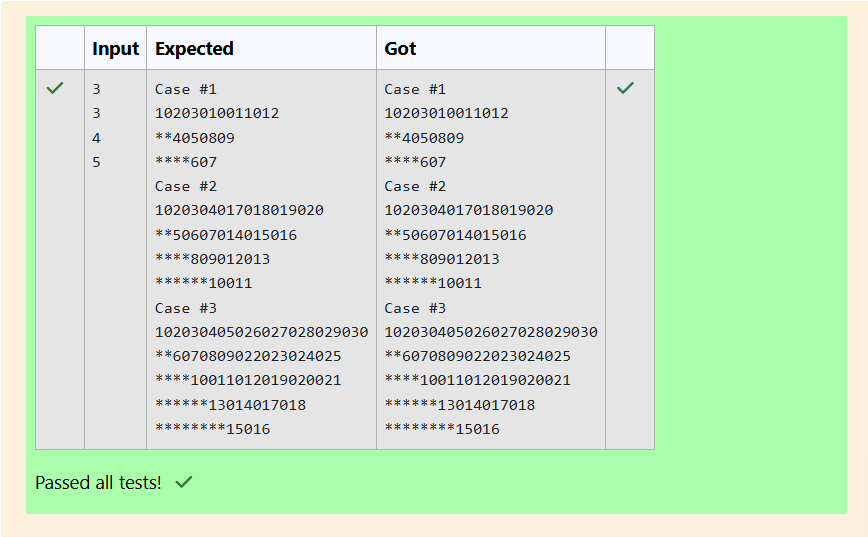 Input Expected Got
3 Case #1 Case #1
3 10203010011012 10203010011012
4 **4050809 **4050809
5 ****607 ****607
Case #2 Case #2
1020304017018019020 1020304017018019020
**50607014015016 **50607014015016
****809012013 ****809012013
******10011 ******10011
Case #3 Case #3
102030405026027028029030 102030405026027028029030
**6070809022023024025 **6070809022023024025
****10011012019020021 ****10011012019020021
******13014017018 ******13014017018
********15016 ********15016
Passed all tests!